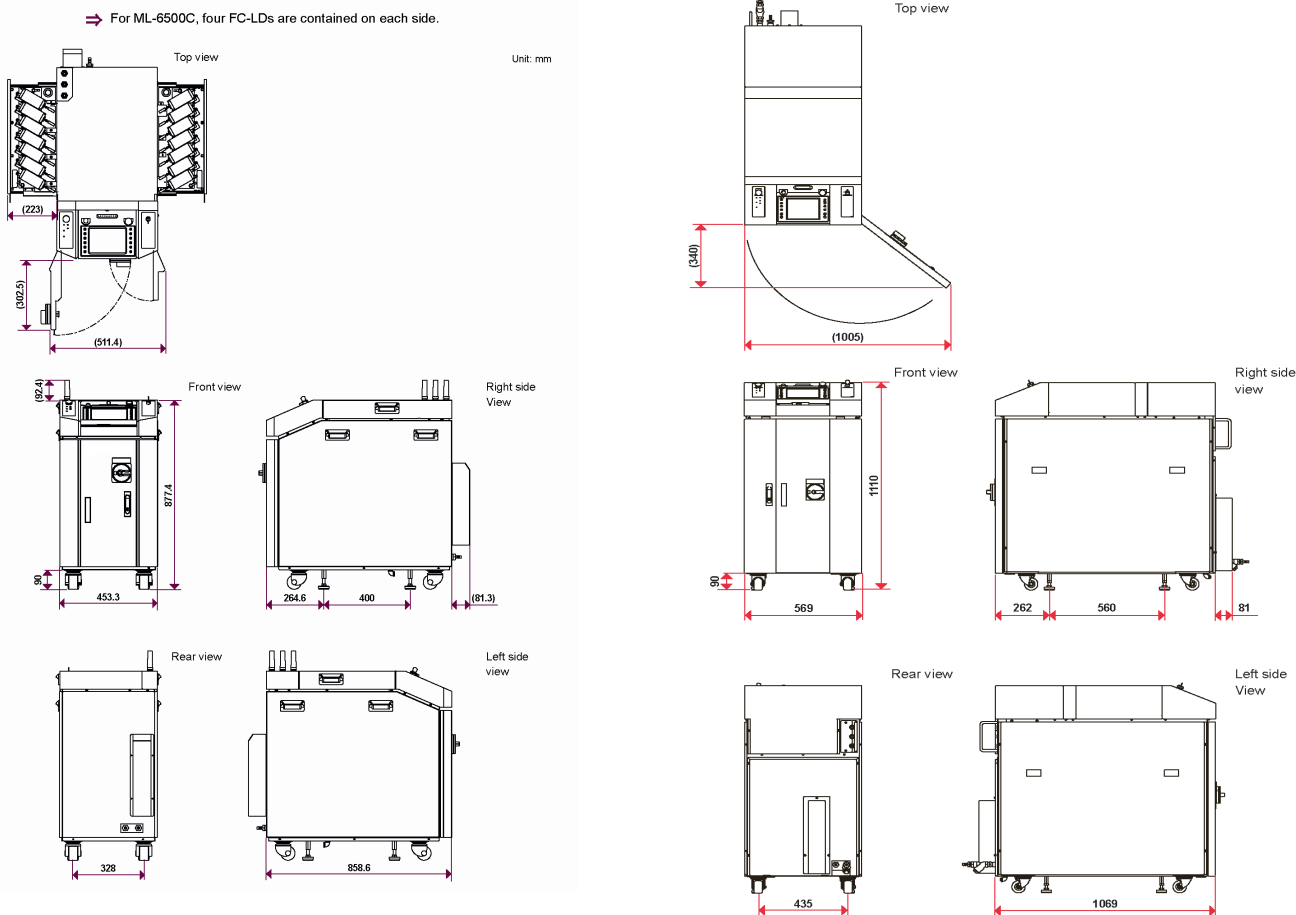 ⇒ For ML-6500C, four FC-LDs are contained on each side.
Top view
Unit: mm
(223)
(302.5)
(511.4)
(92.4)
Front view
Right side
View
877.4
90
453.3
264.6
400
(81.3)
Rear view
Left side
view
328
858.6
Top view
(340)
(1005)
Front view
Right side
view
1110
90
569
262
560
81
Rear view
Left side
View
435
1069